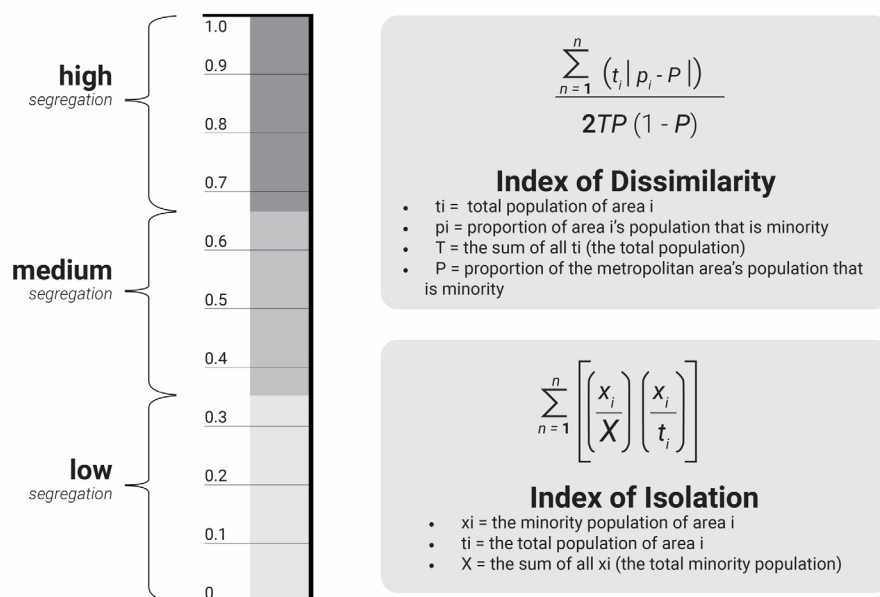 high
segregation
medium
segregation
low
segregation
1.0
0.9
0.8
0.7
0.6
0.5
0.4
0.3
0.2
0.1
0
n
∑ (ti | pi - P |)
n = 1
2TP (1 - P)
Index of Dissimilarity
• ti = total population of area i
• pi = proportion of area i’s population that is minority
• T = the sum of all ti (the total population)
• P = proportion of the metropolitan area’s population that
is minority
n
∑ [(xi / X) (xi / ti)]
n = 1
Index of Isolation
• xi = the minority population of area i
• ti = the total population of area i
• X = the sum of all xi (the total minority population)